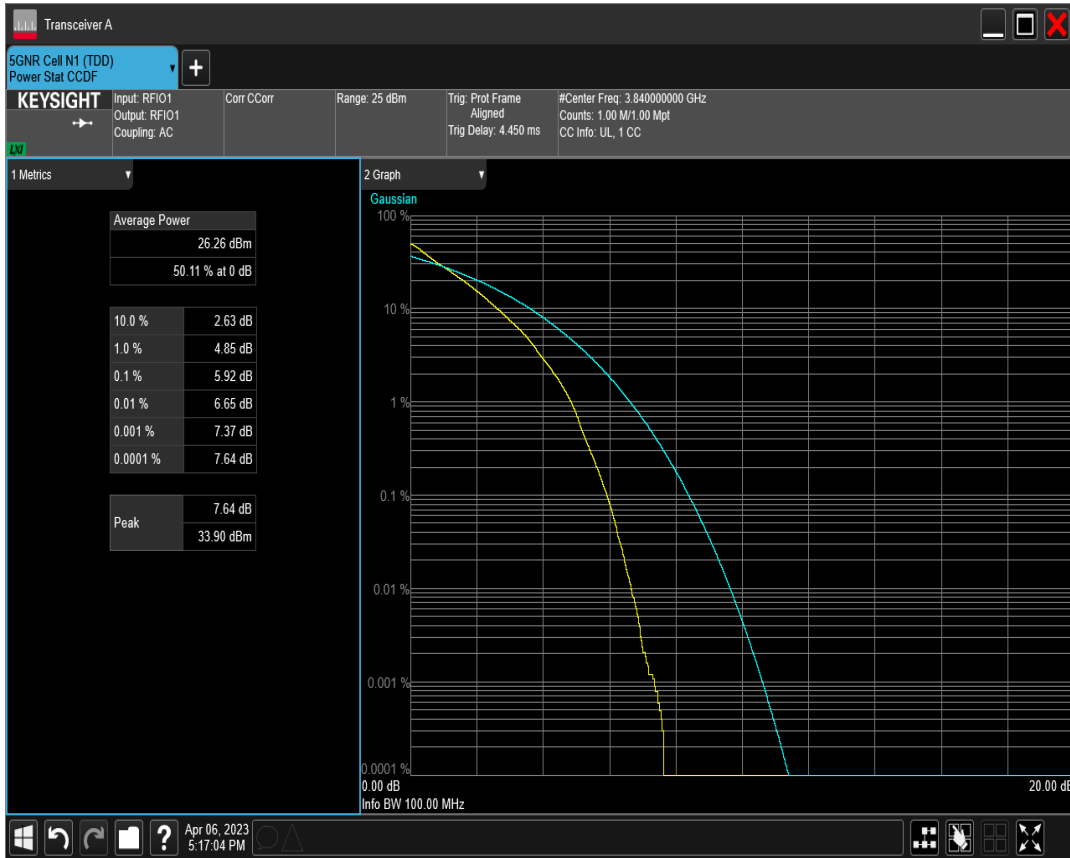 Transceiver A
5GNR Cell N1 (TDD)
Power Stat CCDF
KEYSIGHT
LXI
Input: RFIO1
Output: RFIO1
Coupling: AC
Corr CCorr
Range: 25 dBm
Trig: Prot Frame
Aligned
Trig Delay: 4.450 ms
#Center Freq: 3.840000000 GHz
Counts: 1.00 M/1.00 Mpt
CC Info: UL, 1 CC
1 Metrics
Average Power
26.26 dBm
50.11 % at 0 dB
10.0 % 2.63 dB
1.0 % 4.85 dB
0.1 % 5.92 dB
0.01 % 6.65 dB
0.001 % 7.37 dB
0.0001 % 7.64 dB
Peak
7.64 dB
33.90 dBm
2 Graph
Gaussian
100 %
10 %
1 %
0.1 %
0.01 %
0.001 %
0.0001 %
0.00 dB 20.00 dB
Info BW 100.00 MHz
Apr 06, 2023
5:17:04 PM